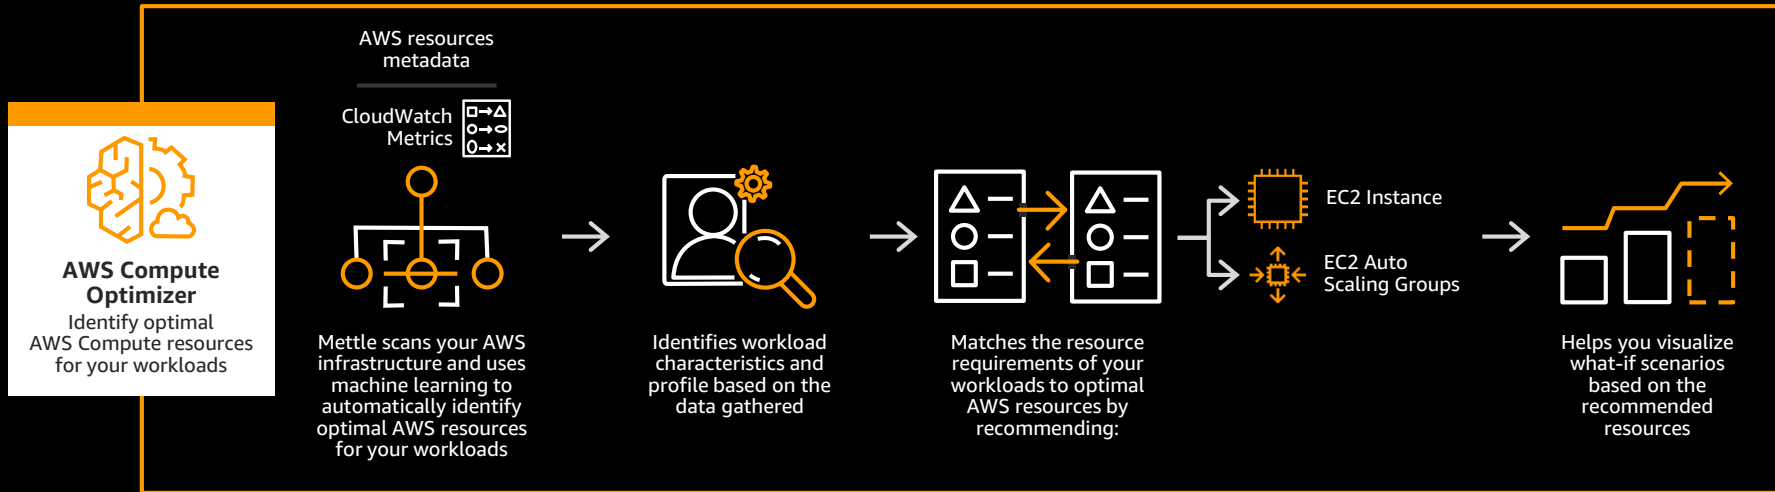 AWS Compute
Optimizer
Identify optimal
AWS Compute resources
for your workloads
AWS resources
metadata
CloudWatch
Metrics
Mettle scans your AWS
infrastructure and uses
machine learning to
automatically identify
optimal AWS resources
for your workloads
Identifies workload
characteristics and
profile based on the
data gathered
Matches the resource
requirements of your
workloads to optimal
AWS resources by
recommending:
EC2 Instance
EC2 Auto
Scaling Groups
Helps you visualize
what-if scenarios
based on the
recommended
resources